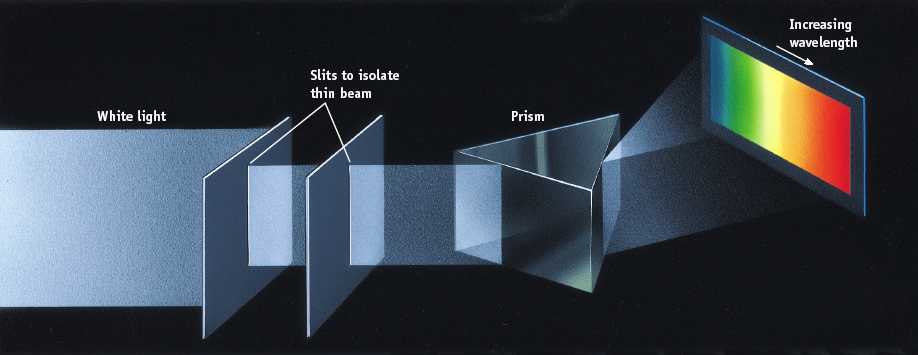 White light
Slits to isolate
thin beam
Prism
Increasing
wavelength